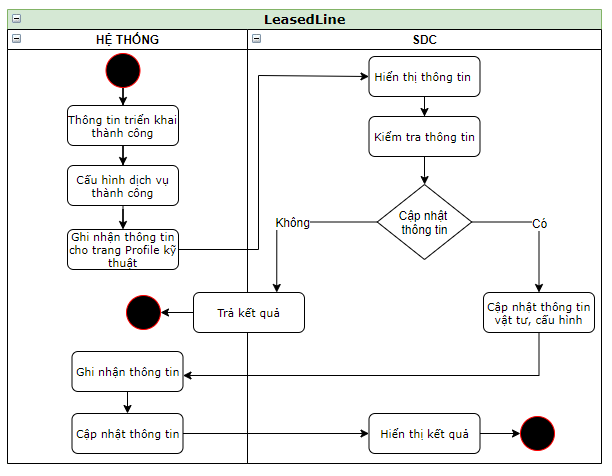 LeasedLine
HỆ THỐNG
SDC
Thông tin triển khai
thành công
Cấu hình dịch vụ
thành công
Ghi nhận thông tin
cho trang Profile kỹ
thuật
Hiển thị thông tin
Kiểm tra thông tin
Cập nhật
thông tin
Không
Có
Trả kết quả
Cập nhật thông tin
vật tư, cấu hình
Ghi nhận thông tin
Cập nhật thông tin
Hiển thị kết quả